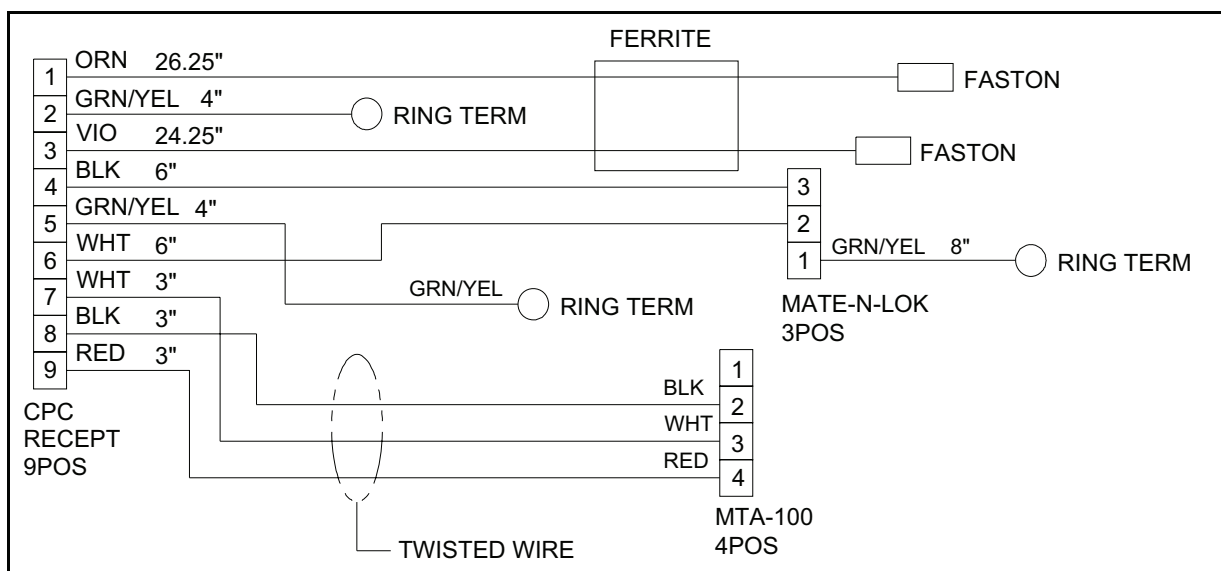 FERRITE
1 ORN 26.25"
FASTON
2 GRN/YEL 4"
RING TERM
3 VIO 24.25"
FASTON
4 BLK 6"
3
5 GRN/YEL 4"
2
6 WHT 6"
1 GRN/YEL 8"
RING TERM
7 WHT 3"
GRN/YEL
RING TERM
MATE-N-LOK
3POS
8 BLK 3"
9 RED 3"
CPC
RECEPT
9POS
1
BLK 2
WHT 3
RED 4
MTA-100
4POS
TWISTED WIRE